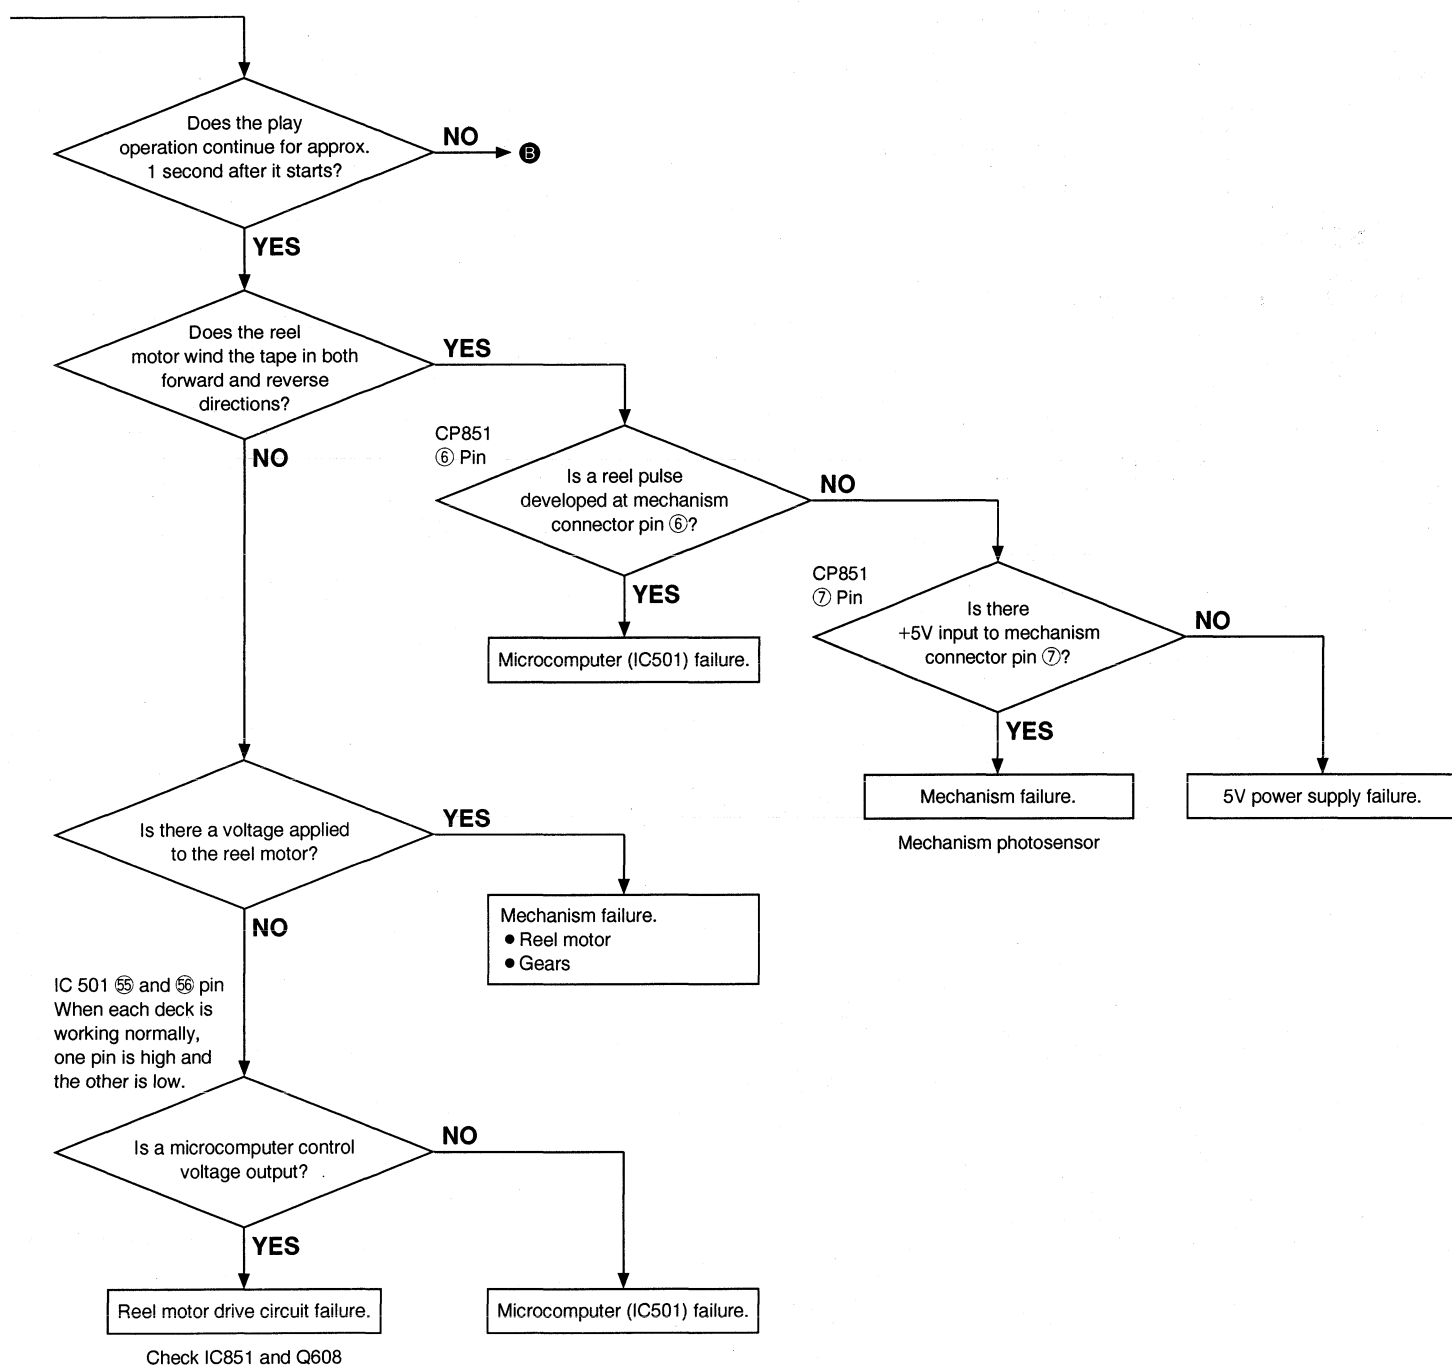 Does the play
operation continue for approx.
1 second after it starts?
NO
B
YES
Does the reel
motor wind the tape in both
forward and reverse
directions?
YES
NO
CP851
⑥ Pin
Is a reel pulse
developed at mechanism
connector pin ⑥?
NO
YES
Microcomputer (IC501) failure.
CP851
⑦ Pin
Is there
+5V input to mechanism
connector pin ⑦?
NO
YES
Mechanism failure.
Mechanism photosensor
5V power supply failure.
Is there a voltage applied
to the reel motor?
YES
Mechanism failure.
● Reel motor
● Gears
NO
IC 501 55 and 56 pin
When each deck is
working normally,
one pin is high and
the other is low.
Is a microcomputer control
voltage output?
NO
YES
Reel motor drive circuit failure.
Check IC851 and Q608
Microcomputer (IC501) failure.